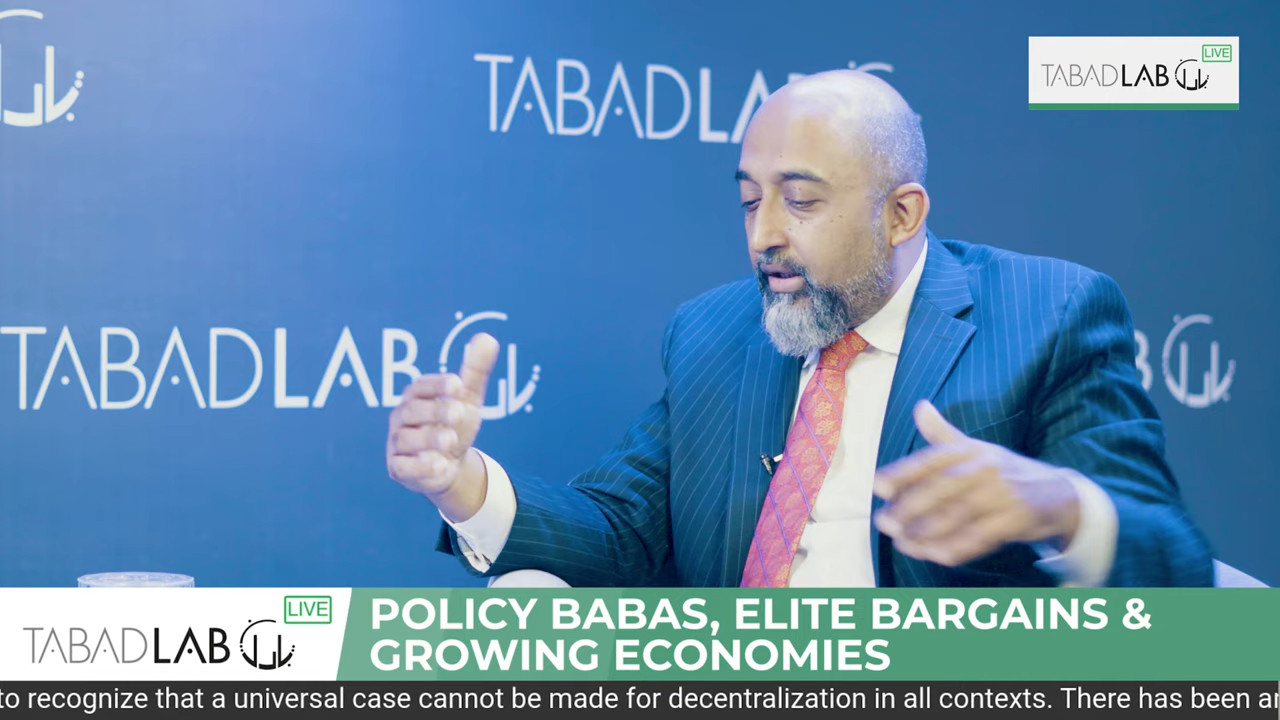 TABADLA
TABADLAB
LIVE
TABADLAB
B
LIVE
TABADLAB
POLICY BABAS, ELITE BARGAINS &
GROWING ECONOMIES
to recognize that a universal case cannot be made for decentralization in all contexts. There has been